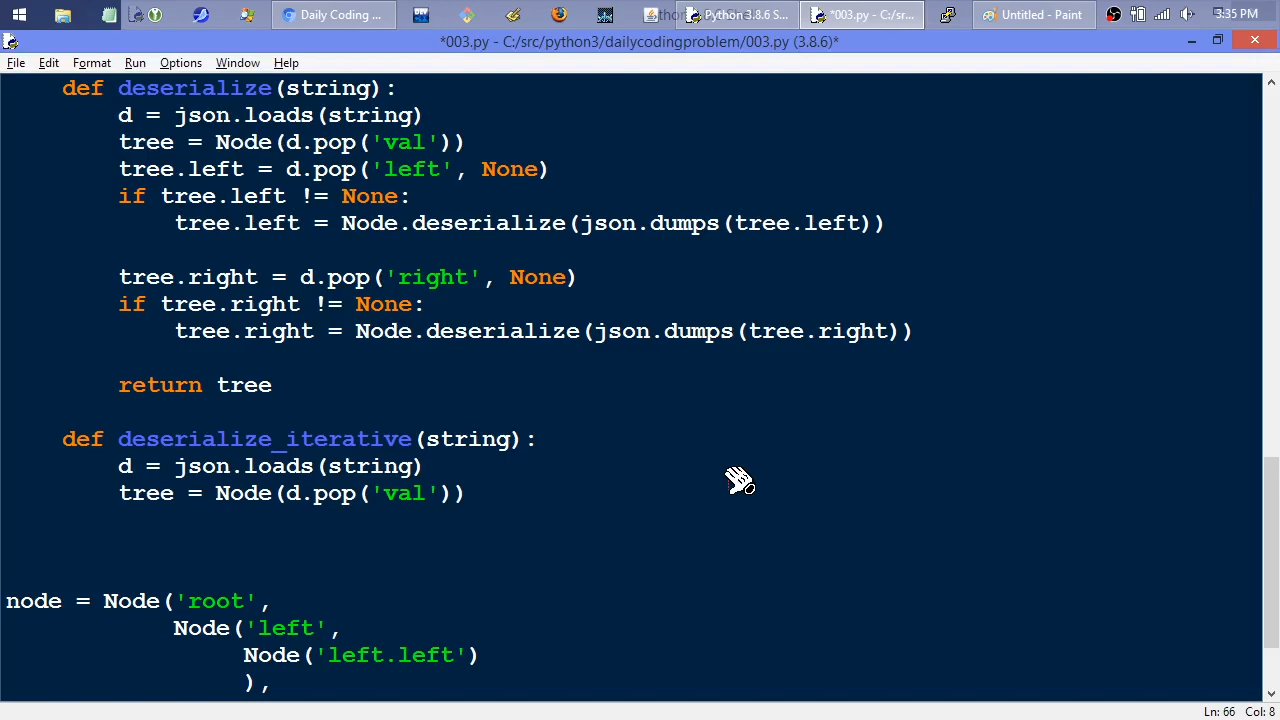 Daily Coding ...
Python 3.8.6 S...
*003.py - C:/sr...
Untitled - Paint
3:35 PM
*003.py - C:/src/python3/dailycodingproblem/003.py (3.8.6)*
File Edit Format Run Options Window Help
    def deserialize(string):
        d = json.loads(string)
        tree = Node(d.pop('val'))
        tree.left = d.pop('left', None)
        if tree.left != None:
            tree.left = Node.deserialize(json.dumps(tree.left))
        tree.right = d.pop('right', None)
        if tree.right != None:
            tree.right = Node.deserialize(json.dumps(tree.right))
        return tree
    def deserialize_iterative(string):
        d = json.loads(string)
        tree = Node(d.pop('val'))
node = Node('root',
            Node('left',
                 Node('left.left')
                 ),
Ln: 66 Col: 8